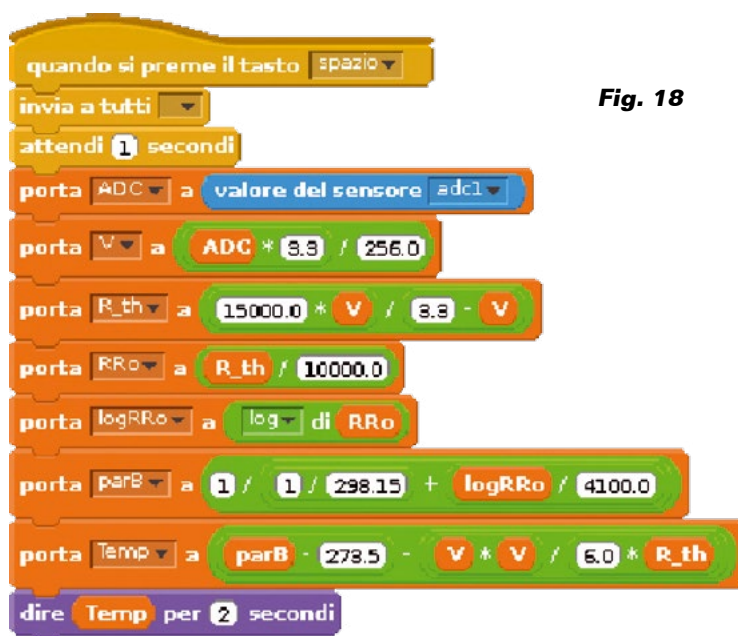 quando si preme il tasto spazio
Fig. 18
invia a tutti
attendi 1 secondi
porta ADC a valore del sensore adc1
porta V a ADC * 3.3 / 256.0
porta R_th a 15000.0 * V / 3.3 - V
porta RRo a R_th / 10000.0
porta logRRo a log di RRo
porta parB a 1 / 1 / 298.15 + logRRo / 4100.0
porta Temp a parB - 273.5 - V * V / 6.0 * R_th
dire Temp per 2 secondi